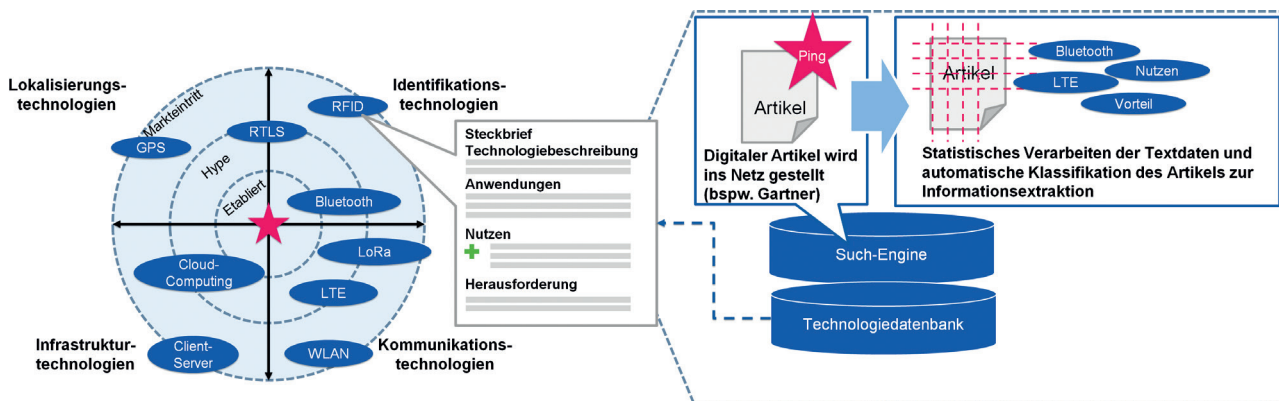 Lokalisierungs-
technologien
Identifikations-
technologien
Markteintritt
Hype
Etabliert
RFID
RTLS
GPS
Bluetooth
LoRa
Cloud-
Computing
LTE
Client-
Server
WLAN
Infrastruktur-
technologien
Kommunikations-
technologien
Steckbrief
Technologiebeschreibung
Anwendungen
Nutzen
Herausforderung
Ping
Artikel
Digitaler Artikel wird
ins Netz gestellt
(bspw. Gartner)
Artikel
Bluetooth
Nutzen
LTE
Vorteil
Statistisches Verarbeiten der Textdaten und
automatische Klassifikation des Artikels zur
Informationsextraktion
Such-Engine
Technologiedatenbank